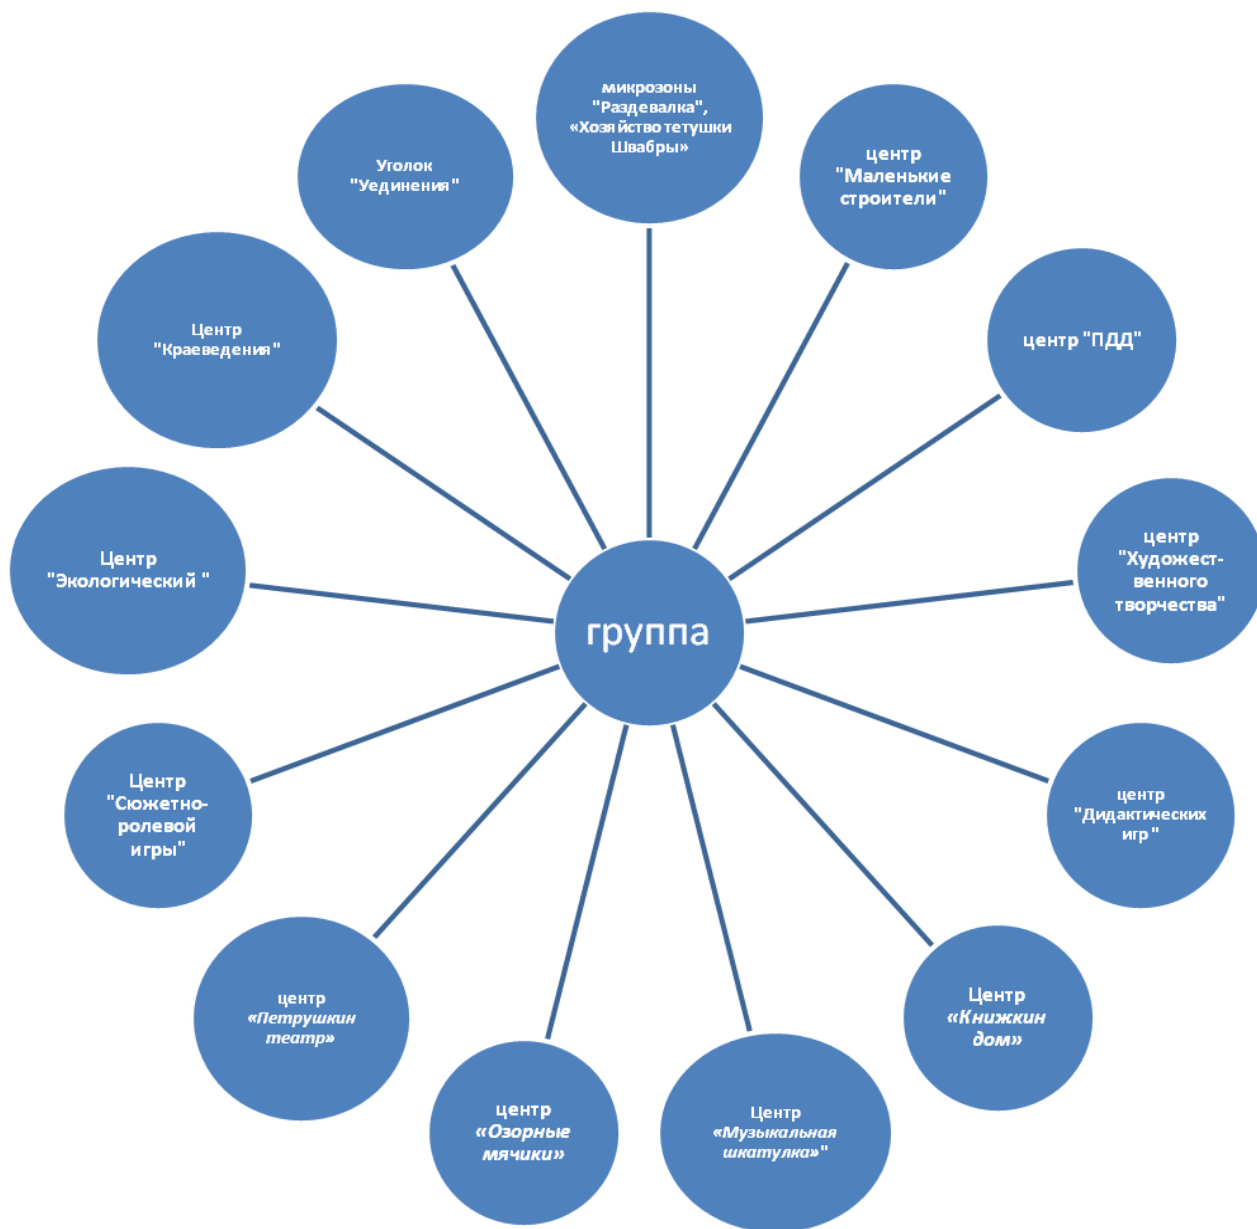 микрозоны
"Раздевалка",
«Хозяйство тетушки
Швабры»
центр
"Маленькие
строители"
центр "ПДД"
центр
"Художест-
венного
творчества"
центр
"Дидактических
игр"
Центр
«Книжкин
дом»
Центр
«Музыкальная
шкатулка»"
центр
«Озорные
мячики»
центр
«Петрушкин
театр»
Центр
"Сюжетно-
ролевой
игры"
Центр
"Экологический "
Центр
"Краеведения"
Уголок
"Уединения"
группа